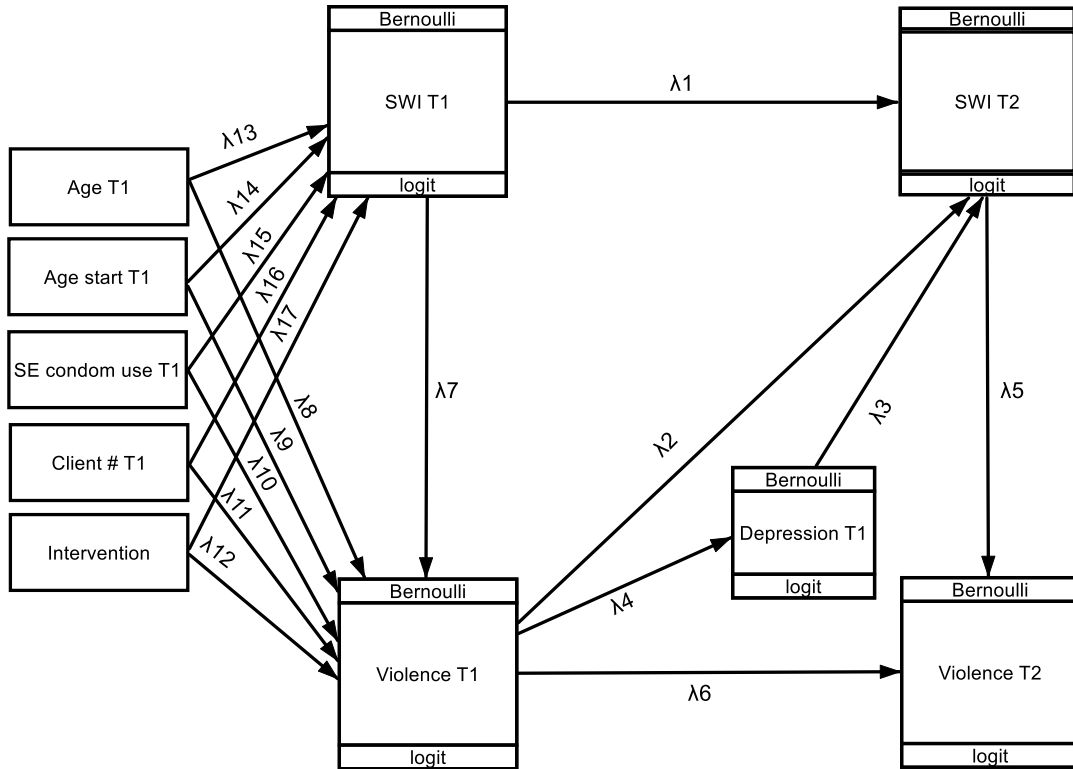 Bernoulli
SWI T1
logit
Bernoulli
SWI T2
logit
λ1
Age T1
Age start T1
SE condom use T1
Client # T1
Intervention
λ13
λ14
λ15
λ16
λ17
λ8
λ9
λ10
λ11
λ12
λ7
λ2
λ3
λ5
λ4
λ6
Bernoulli
Depression T1
logit
Bernoulli
Violence T1
logit
Bernoulli
Violence T2
logit